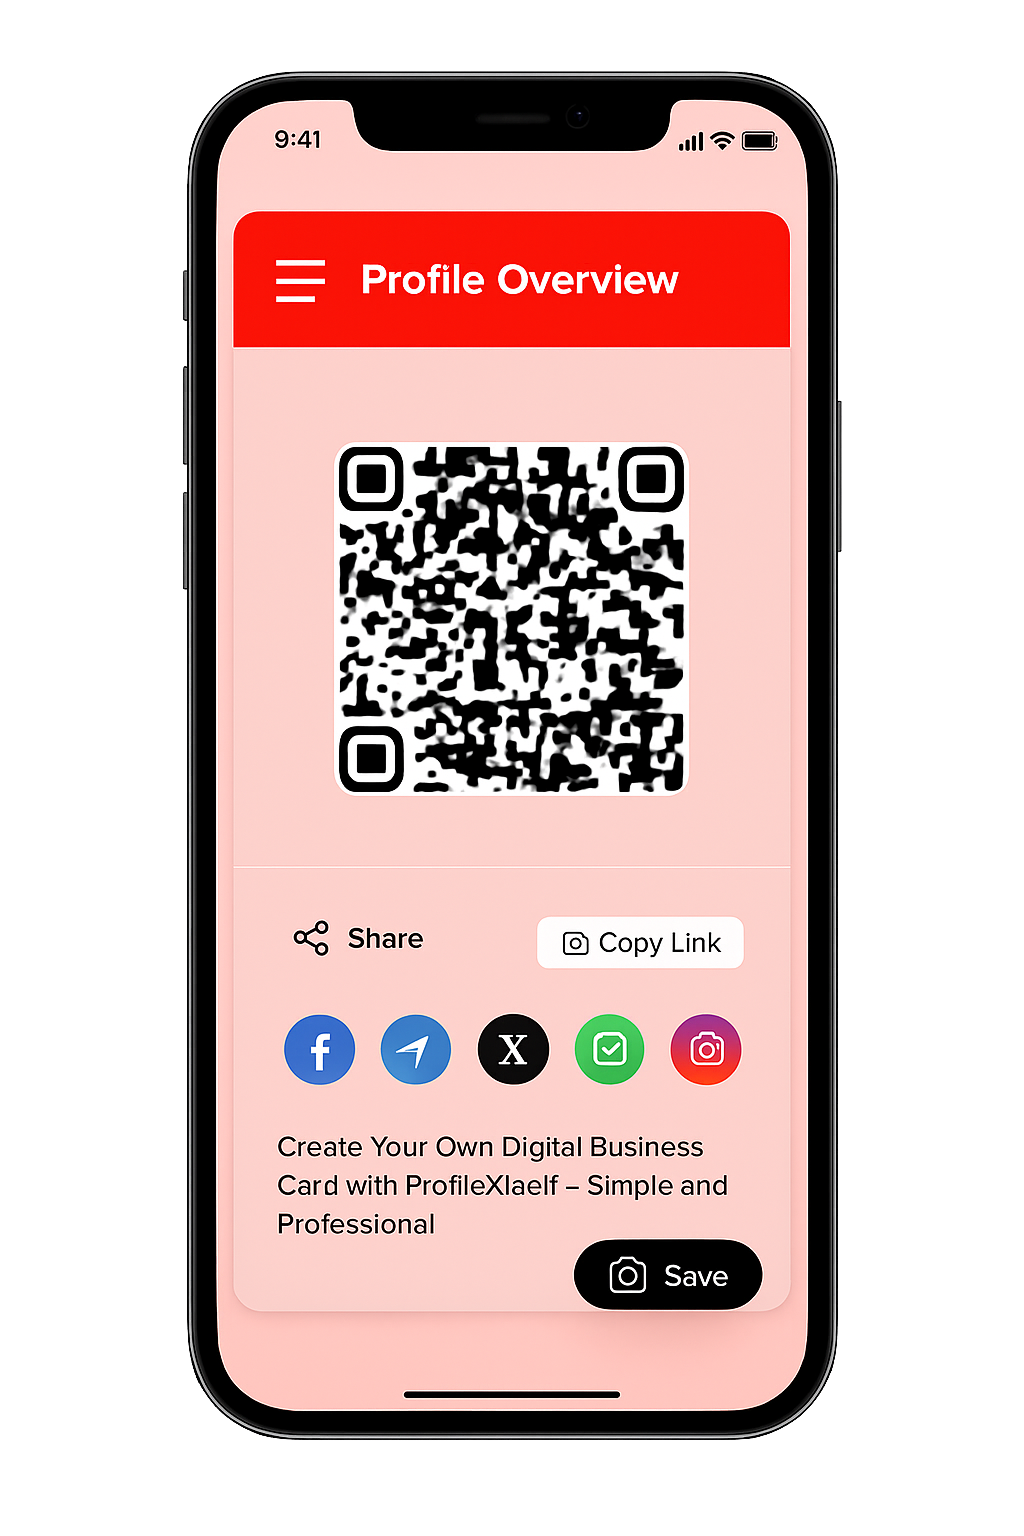 9:41
Profile Overview
Share
Copy Link
f
X
Create Your Own Digital Business
Card with ProfileXlaelf – Simple and
Professional
Save